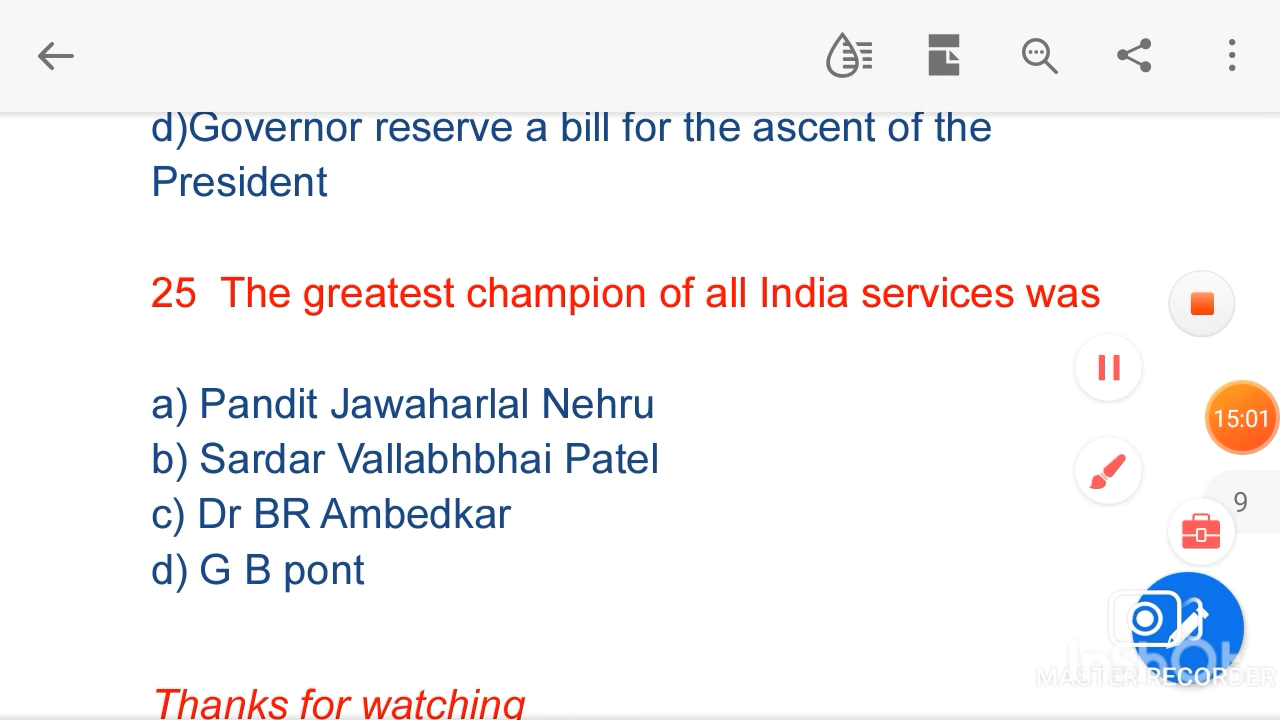 d)Governor reserve a bill for the ascent of the
President
25 The greatest champion of all India services was
a) Pandit Jawaharlal Nehru
b) Sardar Vallabhbhai Patel
c) Dr BR Ambedkar
d) G B pont
Thanks for watching
15:01
9
MASTER RECORDER